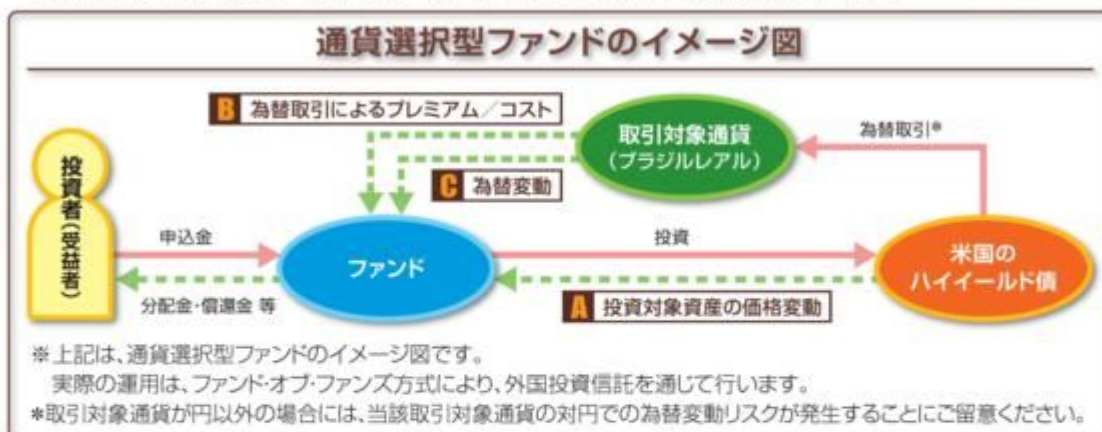 通貨選択型ファンドのイメージ図
B 為替取引によるプレミアム／コスト
取引対象通貨
（ブラジルレアル）
為替取引*
C 為替変動
投資者（受益者）
申込金
ファンド
投資
米国の
ハイイールド債
分配金・償還金 等
A 投資対象資産の価格変動
※上記は、通貨選択型ファンドのイメージ図です。
実際の運用は、ファンド・オブ・ファンズ方式により、外国投資信託を通じて行います。
*取引対象通貨が円以外の場合には、当該取引対象通貨の対円での為替変動リスクが発生することにご留意ください。